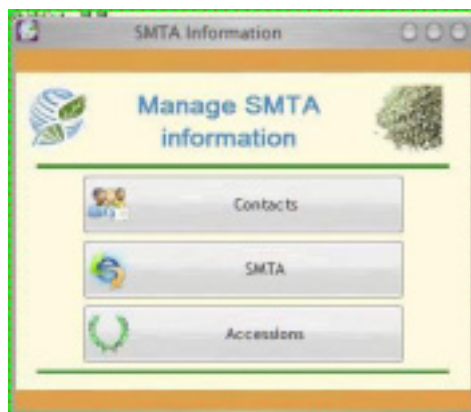 SMTA Information
Manage SMTA
information
Contacts
SMTA
Accessions